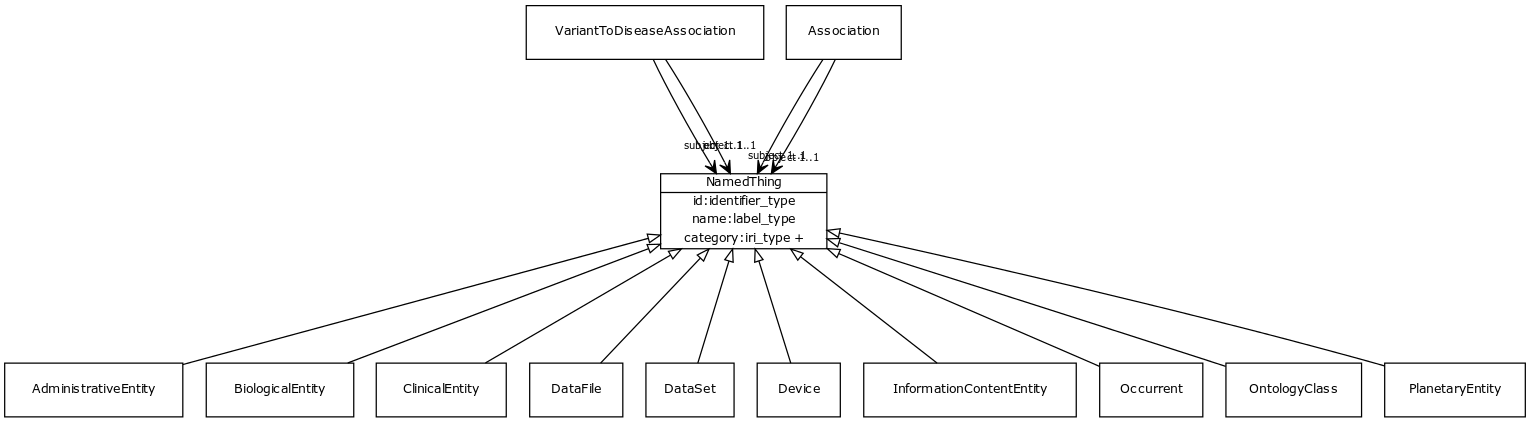 VariantToDiseaseAssociation
Association
subject 1..1
object 1..1
subject 1..1
object 1..1
NamedThing
id:identifier_type
name:label_type
category:iri_type +
AdministrativeEntity
BiologicalEntity
ClinicalEntity
DataFile
DataSet
Device
InformationContentEntity
Occurrent
OntologyClass
PlanetaryEntity